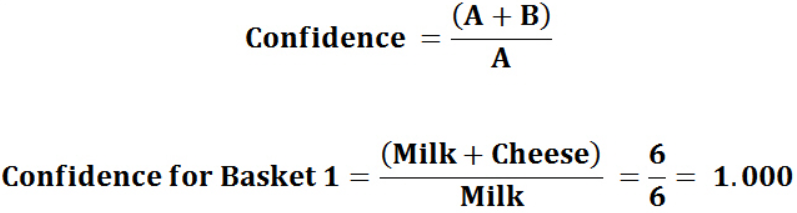 Confidence = (A + B) / A
Confidence for Basket 1 = (Milk + Cheese) / Milk = 6 / 6 = 1.000